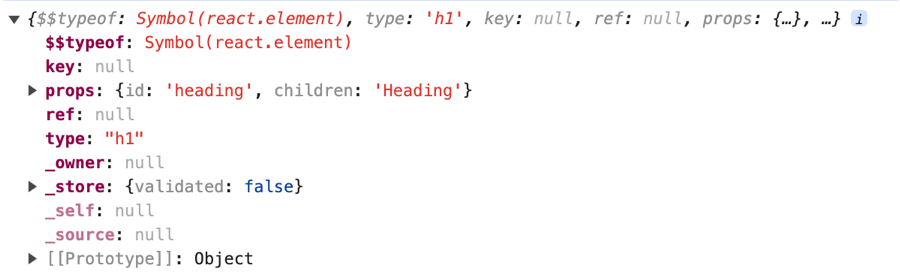 {$$typeof: Symbol(react.element), type: 'h1', key: null, ref: null, props: {…}, …} i
$$typeof: Symbol(react.element)
key: null
props: {id: 'heading', children: 'Heading'}
ref: null
type: "h1"
_owner: null
_store: {validated: false}
_self: null
_source: null
[[Prototype]]: Object